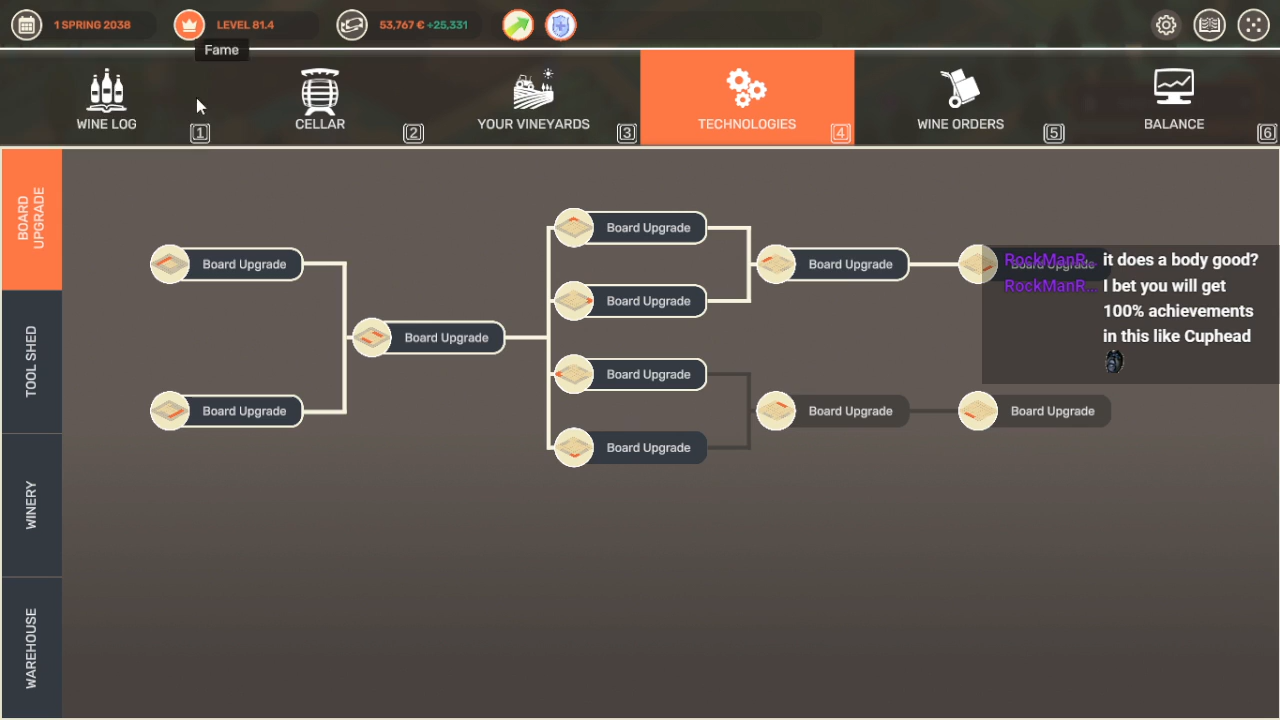 1 SPRING 2038
LEVEL 81.4
53,767 € +25,331
Fame
WINE LOG
1
CELLAR
2
YOUR VINEYARDS
3
TECHNOLOGIES
4
WINE ORDERS
5
BALANCE
6
BOARD
UPGRADE
TOOL SHED
WINERY
WAREHOUSE
Board Upgrade
Board Upgrade
Board Upgrade
Board Upgrade
Board Upgrade
Board Upgrade
Board Upgrade
Board Upgrade
Board Upgrade
Board Upgrade
Board Upgrade
RockManR... it does a body good?
RockManR... I bet you will get
100% achievements
in this like Cuphead